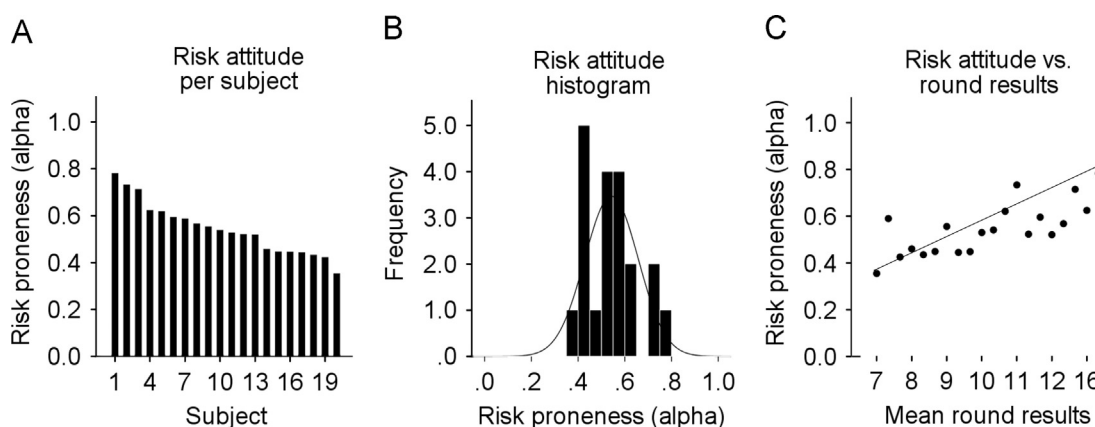 A
Risk attitude
per subject
Risk proneness (alpha)
1.0
0.8
0.6
0.4
0.2
0.0
1 4 7 10 13 16 19
Subject
B
Risk attitude
histogram
Frequency
5.0
4.0
3.0
2.0
1.0
.0
.0 .2 .4 .6 .8 1.0
Risk proneness (alpha)
C
Risk attitude vs.
round results
Risk proneness (alpha)
1.0
0.8
0.6
0.4
0.2
0.0
7 8 9 10 11 12 16
Mean round results